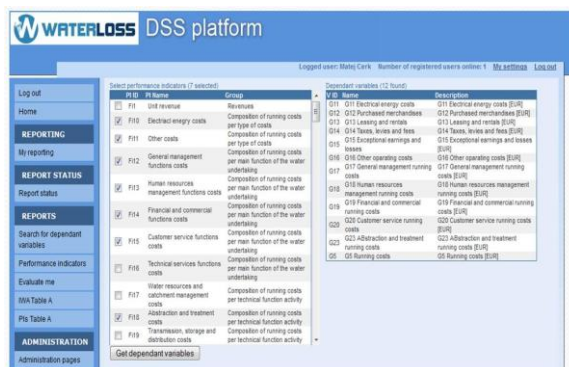 WATERLOSS DSS platform
Logged user: Matej Cerk Number of registered users online: 1 My settings Log out
Log out
Home
REPORTING
My reporting
REPORT STATUS
Report status
REPORTS
Search for dependant
variables
Performance indicators
Evaluate me
IWA Table A
PIs Table A
ADMINISTRATION
Administration pages
Select performance indicators (7 selected)
PI ID PI Name Group
Fi1 Unit revenue Revenues
Fi10 Electriecl enegry costs Composition of running costs
per type of costs
Fi11 Other costs Composition of running costs
per type of costs
Fi12 General management
functions costs Composition of running costs
per main function of the water
undertaking
Fi13 Human resources
management functions costs Composition of running costs
per main function of the water
undertaking
Fi14 Financial and commercial
functions costs Composition of running costs
per main function of the water
undertaking
Fi15 Customer service functions
costs Composition of running costs
per main function of the water
undertaking
Fi16 Technical services functions
costs Composition of running costs
per main function of the water
undertaking
Fi17 Water resources and
catchment management
costs Composition of running costs
per technical function activity
Fi18 Abstraction and treatment
costs Composition of running costs
per technical function activity
Fi19 Transmission, storage and
distribution costs Composition of running costs
per technical function activity
Get dependant variables
Dependant variables (12 found)
V ID Name Description
G11 G11 Electrical energy costs G11 Electrical energy costs [EUR]
G12 G12 Purchased merchandises G12 Purchased merchandises [EUR]
G13 G13 Leasing and rentals G13 Leasing and rentals [EUR]
G14 G14 Taxes, levies and fees G14 Taxes, levies and fees [EUR]
G15 G15 Exceptional earnings and
losses G15 Exceptional earnings and losses
[EUR]
G16 G16 Other operating costs G16 Other operating costs [EUR]
G17 G17 General management running
costs G17 General management running
costs [EUR]
G18 G18 Human resources
management running costs G18 Human resources management
running costs [EUR]
G19 G19 Financial and commercial
running costs G19 Financial and commercial running
costs [EUR]
G20 G20 Customer service running
costs G20 Customer service running costs
[EUR]
G23 G23 ABstraction and treatment
running costs G23 ABstraction and treatment
running costs [EUR]
G5 G5 Running costs G5 Running costs [EUR]